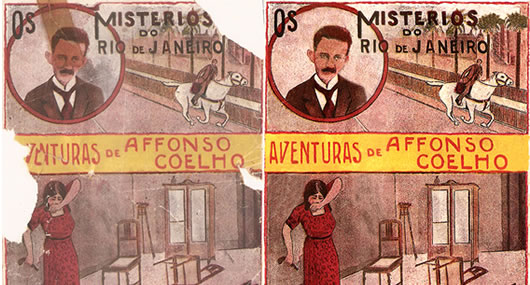 OS MISTERIOS
DO
RIO DE JANEIRO
AVENTURAS DE AFFONSO
COELHO
OS MISTERIOS
DO
RIO DE JANEIRO
AVENTURAS DE AFFONSO
COELHO